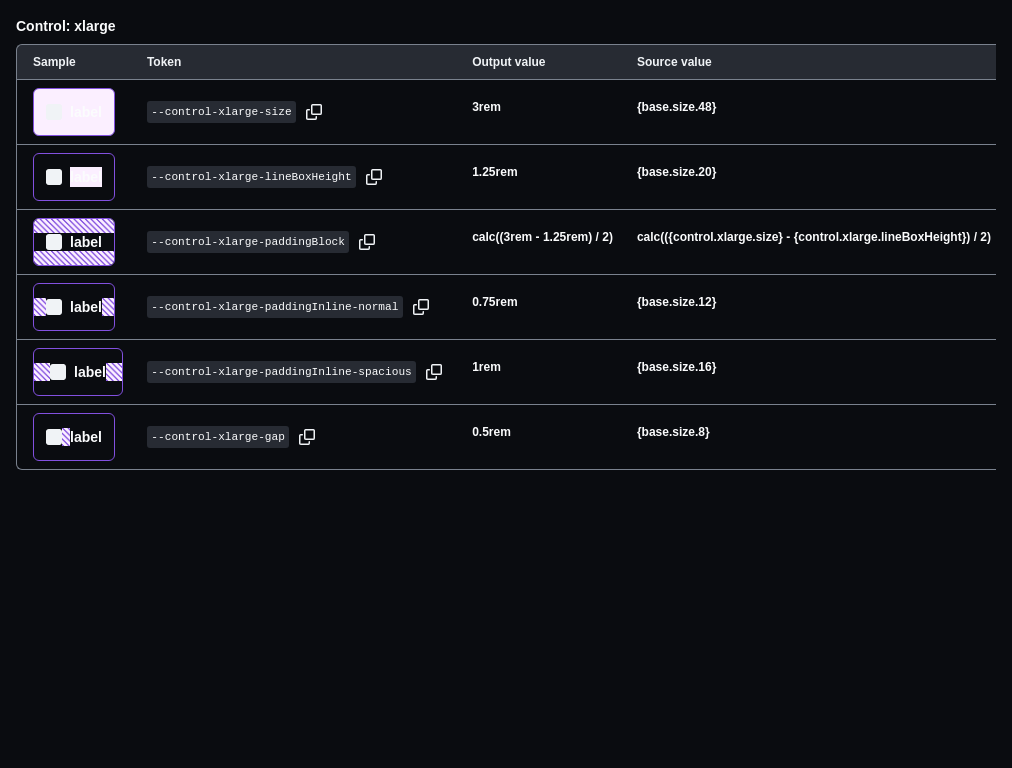 Control: xlarge
Sample Token Output value Source value
label --control-xlarge-size 3rem {base.size.48}
label --control-xlarge-lineBoxHeight 1.25rem {base.size.20}
label --control-xlarge-paddingBlock calc((3rem - 1.25rem) / 2) calc(({control.xlarge.size} - {control.xlarge.lineBoxHeight}) / 2)
label --control-xlarge-paddingInline-normal 0.75rem {base.size.12}
label --control-xlarge-paddingInline-spacious 1rem {base.size.16}
label --control-xlarge-gap 0.5rem {base.size.8}